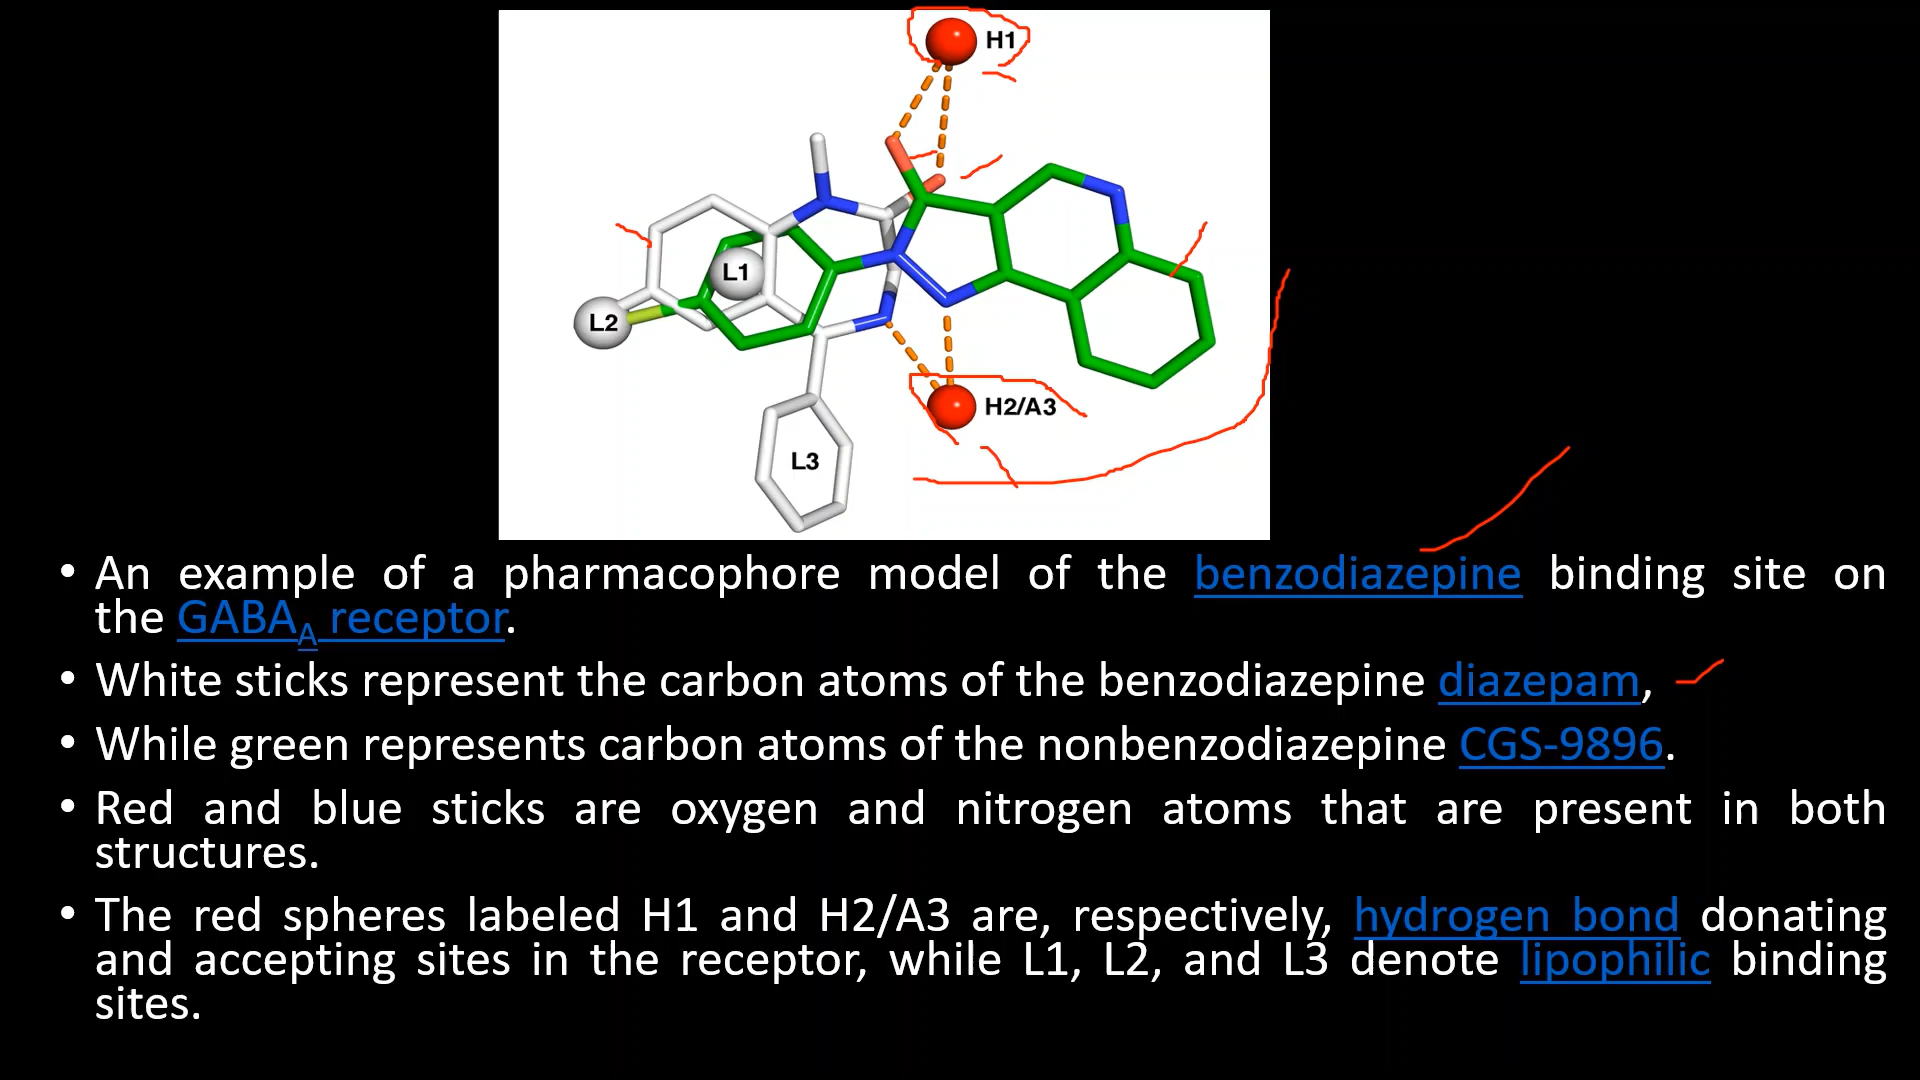 H1
L1
L2
H2/A3
L3
• An example of a pharmacophore model of the benzodiazepine binding site on
the GABAA receptor.
• White sticks represent the carbon atoms of the benzodiazepine diazepam,
• While green represents carbon atoms of the nonbenzodiazepine CGS-9896.
• Red and blue sticks are oxygen and nitrogen atoms that are present in both
structures.
• The red spheres labeled H1 and H2/A3 are, respectively, hydrogen bond donating
and accepting sites in the receptor, while L1, L2, and L3 denote lipophilic binding
sites.